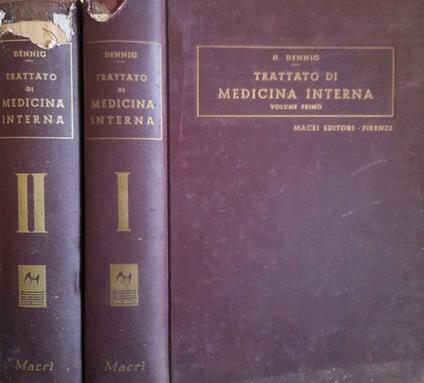 DENNIG
TRATTATO
DI
MEDICINA
INTERNA
II
Macrì
DENNIG
TRATTATO
DI
MEDICINA
INTERNA
I
Macrì
H. DENNIG
TRATTATO DI
MEDICINA INTERNA
VOLUME PRIMO
MACRÌ EDITORE - FIRENZE